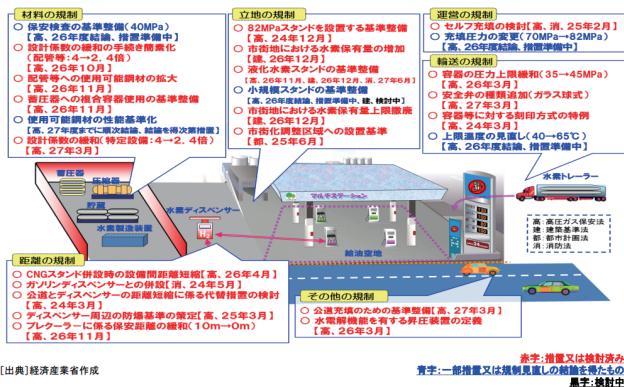 材料の規制
○ 保安検査の基準整備(40MPa)
【高、26年度結論、措置準備中】
○ 設計係数の緩和の手続き簡素化
(配管等:4→2.4倍)
【高、26年10月】
○ 配管等への使用可能鋼材の拡大
【高、26年11月】
○ 蓄圧器への複合容器使用の基準整備
【高、26年11月】
○ 使用可能鋼材の性能基準化
【高、27年度までに順次結論、結論を得次第措置】
○ 設計係数の緩和(特定設備:4→2.4倍)
【高、27年3月】
立地の規制
○ 82MPaスタンドを設置する基準整備
【高、24年12月】
○ 市街地における水素保有量の増加
【建、26年12月】
○ 液化水素スタンドの基準整備
【高、26年11月、建、26年12月、消、27年6月】
○ 小規模スタンドの基準整備
【高、26年度結論、措置準備中、建、検討中】
○ 市街地における水素保有量上限撤廃
【建、26年12月】
○ 市街化調整区域への設置基準
【都、25年6月】
運営の規制
○ セルフ充填の検討【高、消、25年2月】
○ 充填圧力の変更(70MPa→82MPa)
【高、26年度結論、措置準備中】
輸送の規制
○ 容器の圧力上限緩和(35→45MPa)
【高、26年3月】
○ 安全弁の種類追加(ガラス球式)
【高、27年3月】
○ 容器等に対する刻印方式の特例
【高、24年3月】
○ 上限温度の見直し(40→65℃)
【高、26年度結論、措置準備中】
蓄圧器
圧縮器
貯蔵
水素製造装置
水素ディスペンサー
H2
マルチステーション
給油空地
水素トレーラー
高:高圧ガス保安法
建:建築基準法
都:都市計画法
消:消防法
距離の規制
○ CNGスタンド併設時の設備間距離短縮【高、26年4月】
○ ガソリンディスペンサーとの併設【消、24年5月】
○ 公道とディスペンサーの距離短縮に係る代替措置の検討
【高、24年3月】
○ ディスペンサー周辺の防爆基準の策定【高、25年3月】
○ プレクーラーに係る保安距離の緩和(10m→0m)
【高、26年11月】
その他の規制
○ 公道充填のための基準整備【高、27年3月】
○ 水電解機能を有する昇圧装置の定義
【高、26年3月】
[出典]経済産業省作成
赤字:措置又は検討済み
青字:一部措置又は規制見直しの結論を得たもの
黒字:検討中